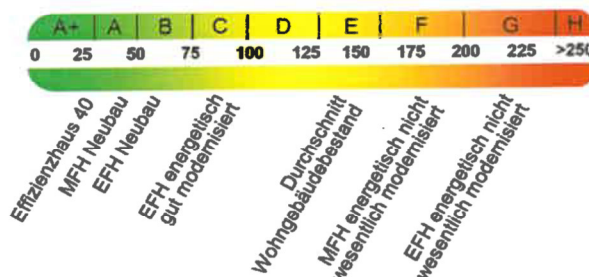 A+ A B C D E F G H
0 25 50 75 100 125 150 175 200 225 >250
Effizienzhaus 40
MFH Neubau
EFH Neubau
EFH energetisch
gut modernisiert
Durchschnitt
Wohngebäudebestand
MFH energetisch nicht
wesentlich modernisiert
EFH energetisch nicht
wesentlich modernisiert